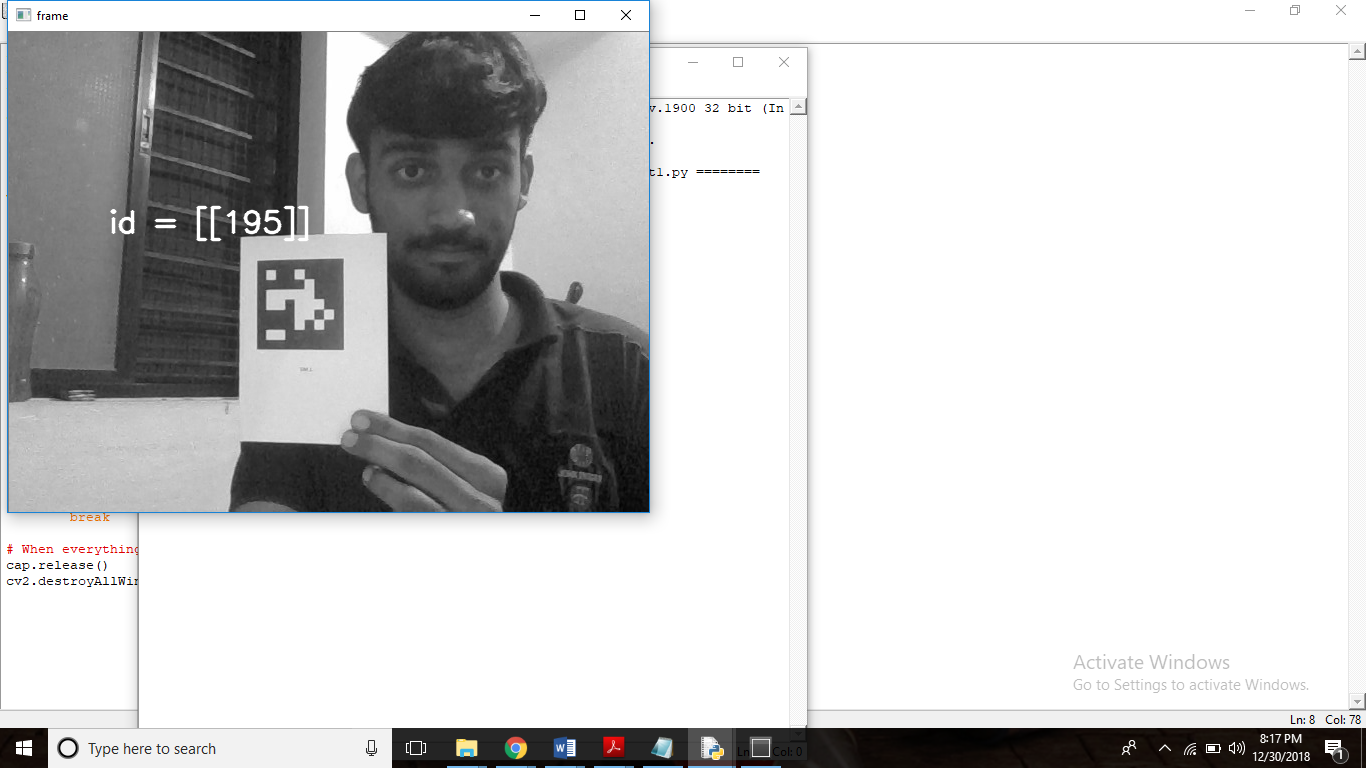 frame
v.1900 32 bit (In
.
t1.py ========
id = [[195]]
break
# When everything
cap.release()
cv2.destroyAllWin
Activate Windows
Go to Settings to activate Windows.
Ln: 8 Col: 78
Ln Col: 0
Type here to search
8:17 PM
12/30/2018
1